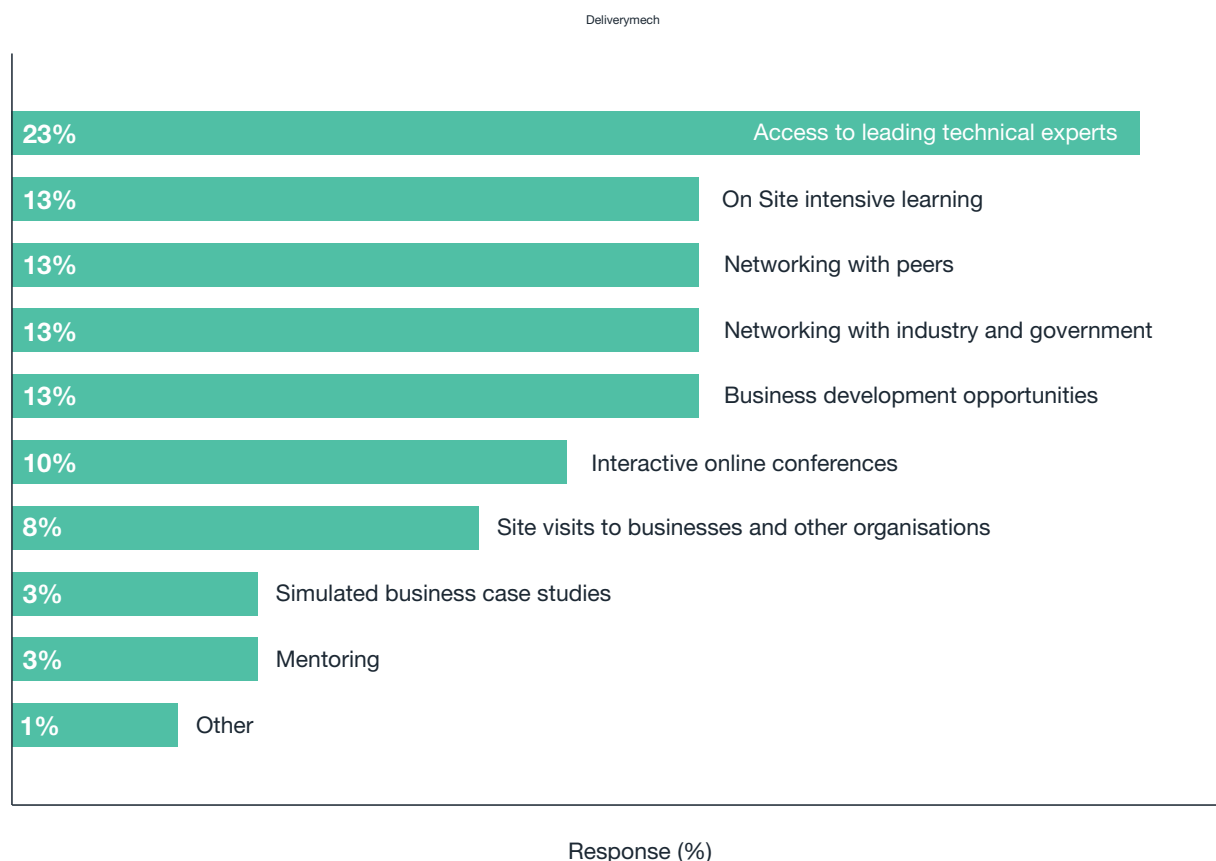 Deliverymech
23% Access to leading technical experts
13% On Site intensive learning
13% Networking with peers
13% Networking with industry and government
13% Business development opportunities
10% Interactive online conferences
8% Site visits to businesses and other organisations
3% Simulated business case studies
3% Mentoring
1% Other
Response (%)